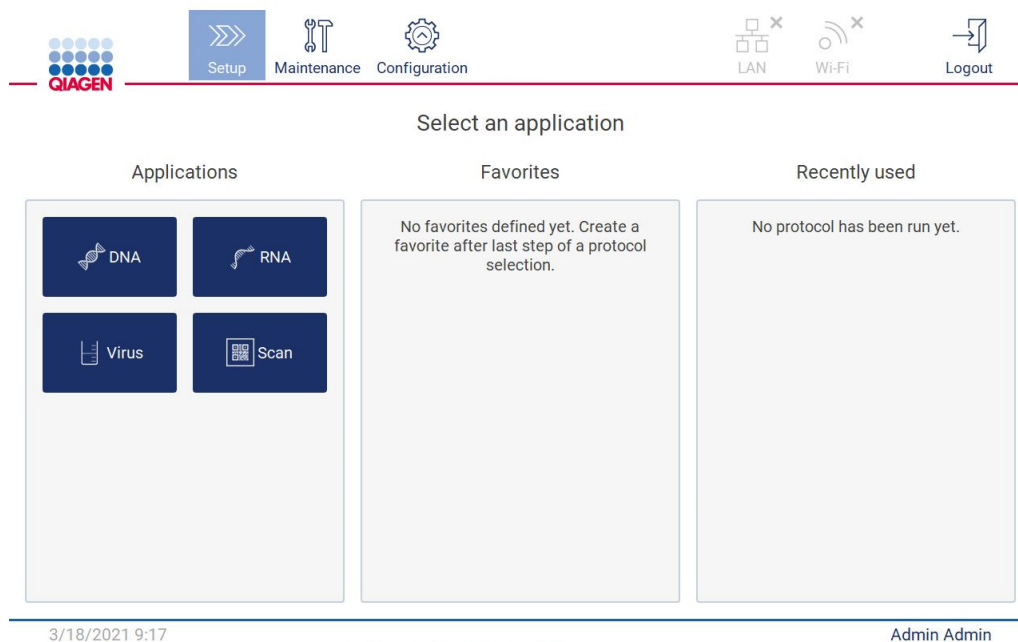 QIAGEN
Setup
Maintenance
Configuration
LAN
Wi-Fi
Logout
Select an application
Applications
Favorites
Recently used
DNA
RNA
Virus
Scan
No favorites defined yet. Create a
favorite after last step of a protocol
selection.
No protocol has been run yet.
3/18/2021 9:17
Admin Admin